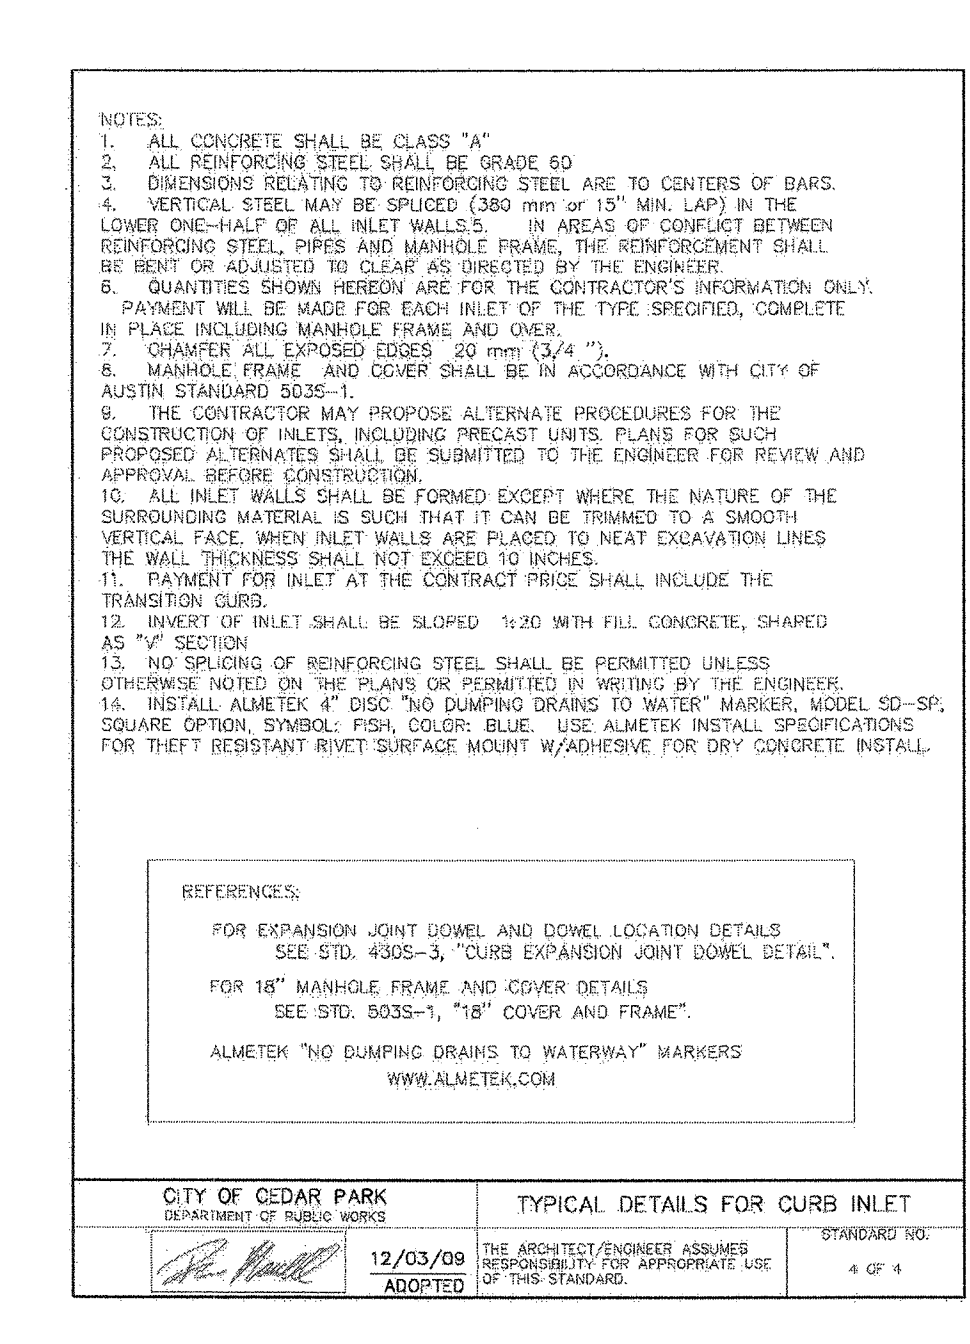 NOTES:
1. ALL CONCRETE SHALL BE CLASS "A"
2. ALL REINFORCING STEEL SHALL BE GRADE 60
3. DIMENSIONS RELATING TO REINFORCING STEEL ARE TO CENTERS OF BARS.
4. VERTICAL STEEL MAY BE SPLICED (380 mm or 15" MIN. LAP) IN THE
LOWER ONE-HALF OF ALL INLET WALLS.5. IN AREAS OF CONFLICT BETWEEN
REINFORCING STEEL, PIPES AND MANHOLE FRAME, THE REINFORCEMENT SHALL
BE BENT OR ADJUSTED TO CLEAR AS DIRECTED BY THE ENGINEER.
6. QUANTITIES SHOWN HEREON ARE FOR THE CONTRACTOR'S INFORMATION ONLY.
PAYMENT WILL BE MADE FOR EACH INLET OF THE TYPE SPECIFIED, COMPLETE
IN PLACE INCLUDING MANHOLE FRAME AND OVER.
7. CHAMFER ALL EXPOSED EDGES 20 mm (3/4 ").
8. MANHOLE FRAME AND COVER SHALL BE IN ACCORDANCE WITH CITY OF
AUSTIN STANDARD 503S-1.
9. THE CONTRACTOR MAY PROPOSE ALTERNATE PROCEDURES FOR THE
CONSTRUCTION OF INLETS, INCLUDING PRECAST UNITS. PLANS FOR SUCH
PROPOSED ALTERNATES SHALL BE SUBMITTED TO THE ENGINEER FOR REVIEW AND
APPROVAL BEFORE CONSTRUCTION.
10. ALL INLET WALLS SHALL BE FORMED EXCEPT WHERE THE NATURE OF THE
SURROUNDING MATERIAL IS SUCH THAT IT CAN BE TRIMMED TO A SMOOTH
VERTICAL FACE. WHEN INLET WALLS ARE PLACED TO NEAT EXCAVATION LINES
THE WALL THICKNESS SHALL NOT EXCEED 10 INCHES.
11. PAYMENT FOR INLET AT THE CONTRACT PRICE SHALL INCLUDE THE
TRANSITION CURB.
12. INVERT OF INLET SHALL BE SLOPED 1:20 WITH FILL CONCRETE, SHAPED
AS "V" SECTION
13. NO SPLICING OF REINFORCING STEEL SHALL BE PERMITTED UNLESS
OTHERWISE NOTED ON THE PLANS OR PERMITTED IN WRITING BY THE ENGINEER.
14. INSTALL ALMETEK 4" DISC "NO DUMPING DRAINS TO WATER" MARKER, MODEL SD-SP,
SQUARE OPTION, SYMBOL: FISH, COLOR: BLUE. USE ALMETEK INSTALL SPECIFICATIONS
FOR THEFT RESISTANT RIVET SURFACE MOUNT W/ADHESIVE FOR DRY CONCRETE INSTALL.
REFERENCES:
FOR EXPANSION JOINT DOWEL AND DOWEL LOCATION DETAILS
SEE STD. 430S-3, "CURB EXPANSION JOINT DOWEL DETAIL".
FOR 18" MANHOLE FRAME AND COVER DETAILS
SEE STD. 503S-1, "18" COVER AND FRAME".
ALMETEK "NO DUMPING DRAINS TO WATERWAY" MARKERS
WWW.ALMETEK.COM
CITY OF CEDAR PARK
DEPARTMENT OF PUBLIC WORKS
TYPICAL DETAILS FOR CURB INLET
12/03/09
ADOPTED
THE ARCHITECT/ENGINEER ASSUMES
RESPONSIBILITY FOR APPROPRIATE USE
OF THIS STANDARD.
STANDARD NO.
4 OF 4